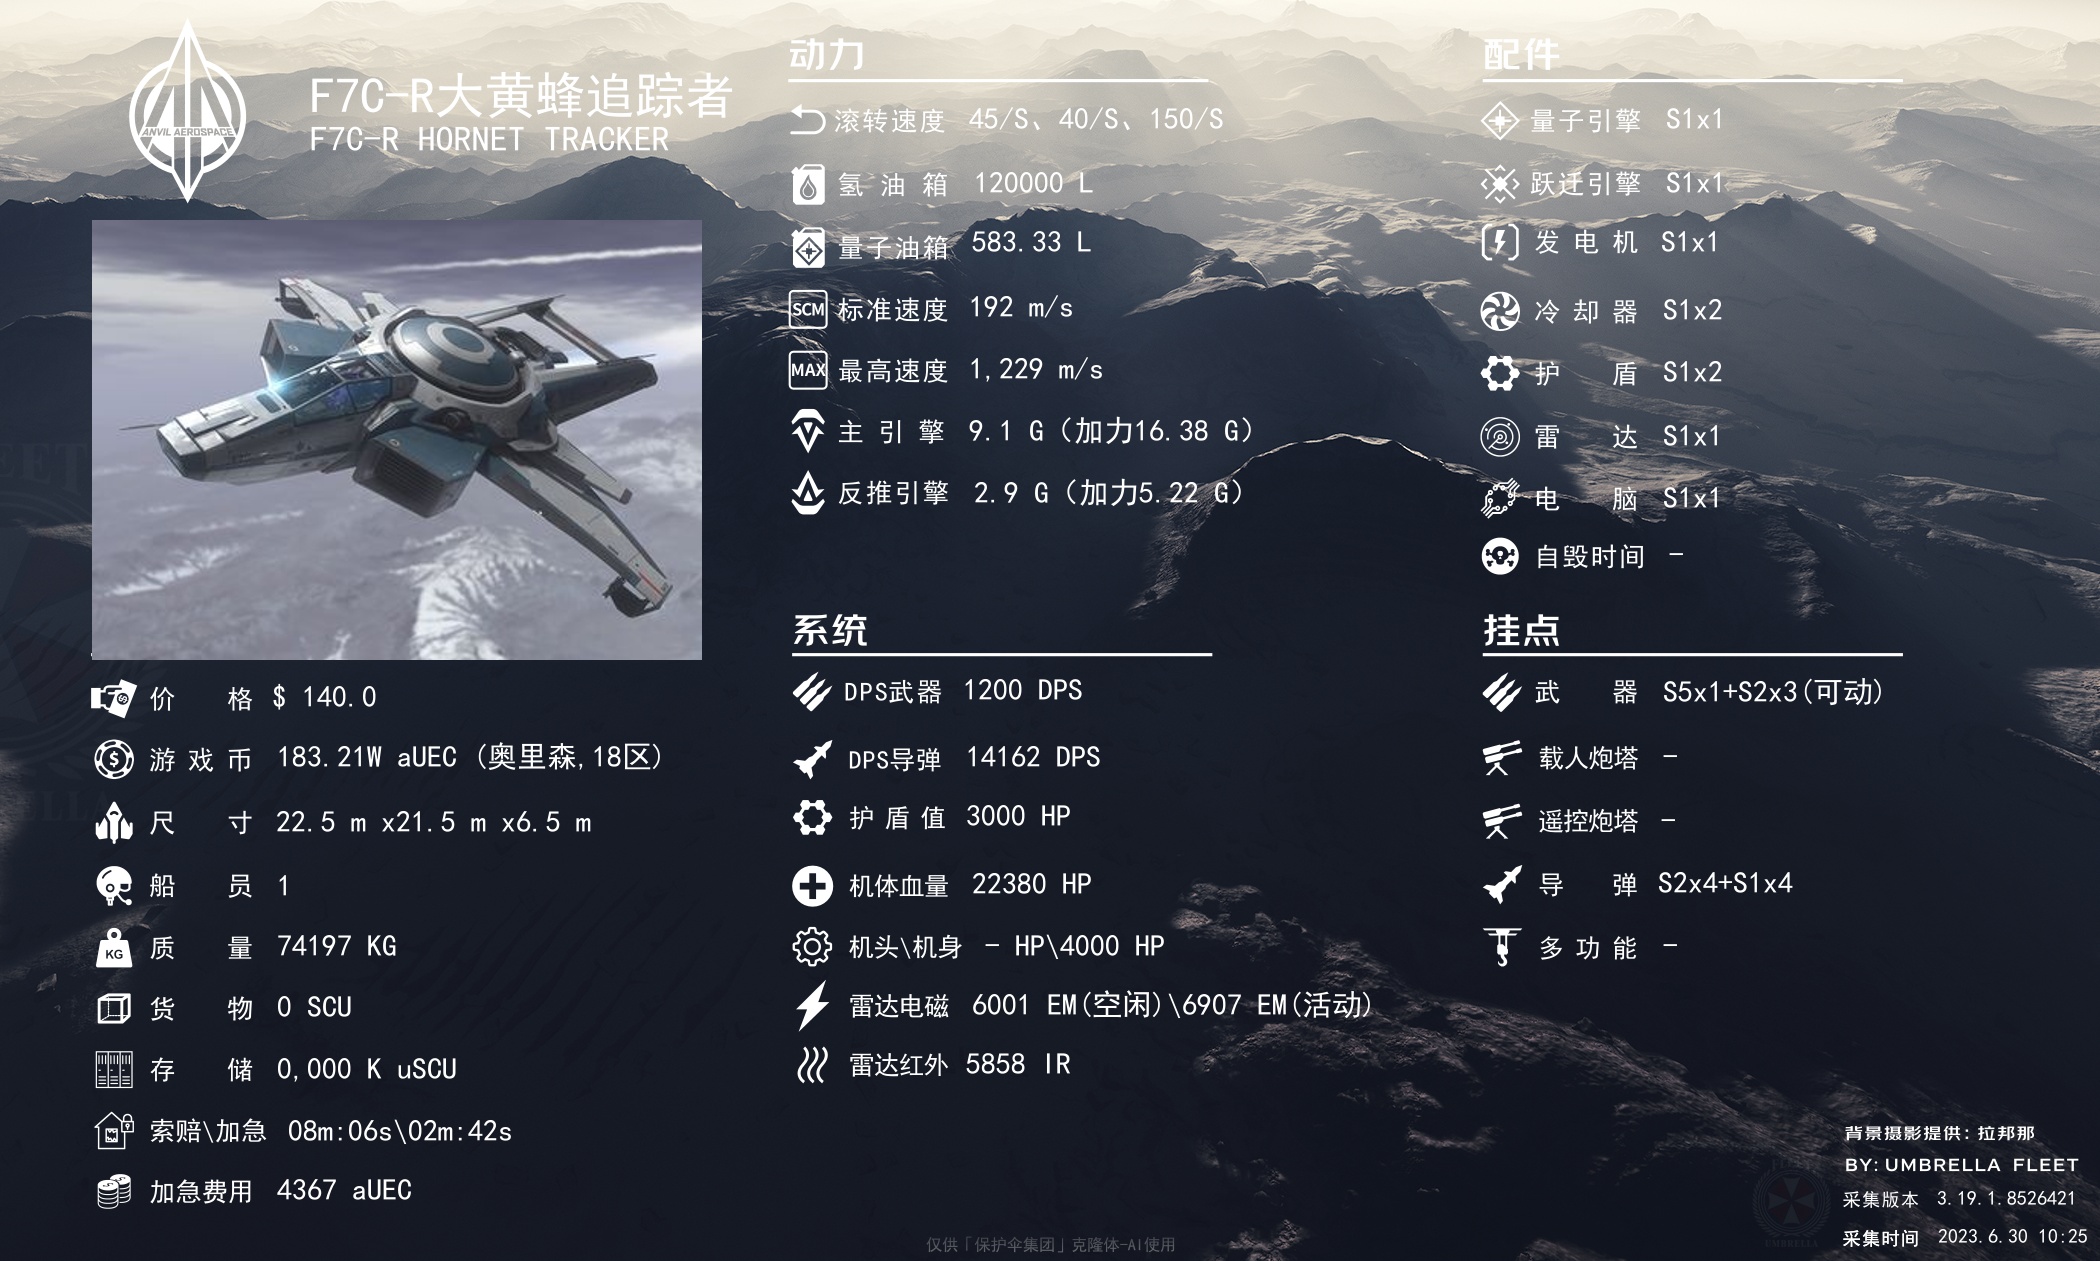 ANVIL AEROSPACE
F7C-R大黄蜂追踪者
F7C-R HORNET TRACKER
价 格 $ 140.0
游戏币 183.21W aUEC (奥里森,18区)
尺 寸 22.5 m x21.5 m x6.5 m
船 员 1
KG 质 量 74197 KG
货 物 0 SCU
存 储 0,000 K uSCU
索赔\加急 08m:06s\02m:42s
加急费用 4367 aUEC
动力
滚转速度 45/S、40/S、150/S
氢油箱 120000 L
量子油箱 583.33 L
SCM 标准速度 192 m/s
MAX 最高速度 1,229 m/s
主引擎 9.1 G（加力16.38 G）
反推引擎 2.9 G（加力5.22 G）
系统
DPS武器 1200 DPS
DPS导弹 14162 DPS
护盾值 3000 HP
机体血量 22380 HP
机头\机身 - HP\4000 HP
雷达电磁 6001 EM(空闲)\6907 EM(活动)
雷达红外 5858 IR
配件
量子引擎 S1x1
跃迁引擎 S1x1
发电机 S1x1
冷却器 S1x2
护 盾 S1x2
雷 达 S1x1
电 脑 S1x1
自毁时间 -
挂点
武 器 S5x1+S2x3(可动)
载人炮塔 -
遥控炮塔 -
导 弹 S2x4+S1x4
多功能 -
背景摄影提供：拉邦那
BY: UMBRELLA FLEET
采集版本 3.19.1.8526421
采集时间 2023.6.30 10:25
仅供「保护伞集团」克隆体-AI使用